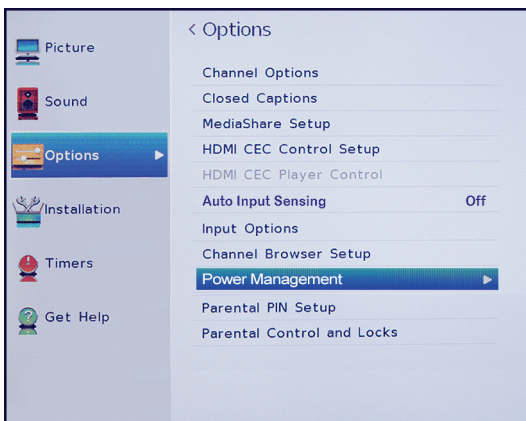 < Options
Picture
Sound
Options
Installation
Timers
Get Help
Channel Options
Closed Captions
MediaShare Setup
HDMI CEC Control Setup
HDMI CEC Player Control
Auto Input Sensing Off
Input Options
Channel Browser Setup
Power Management
Parental PIN Setup
Parental Control and Locks